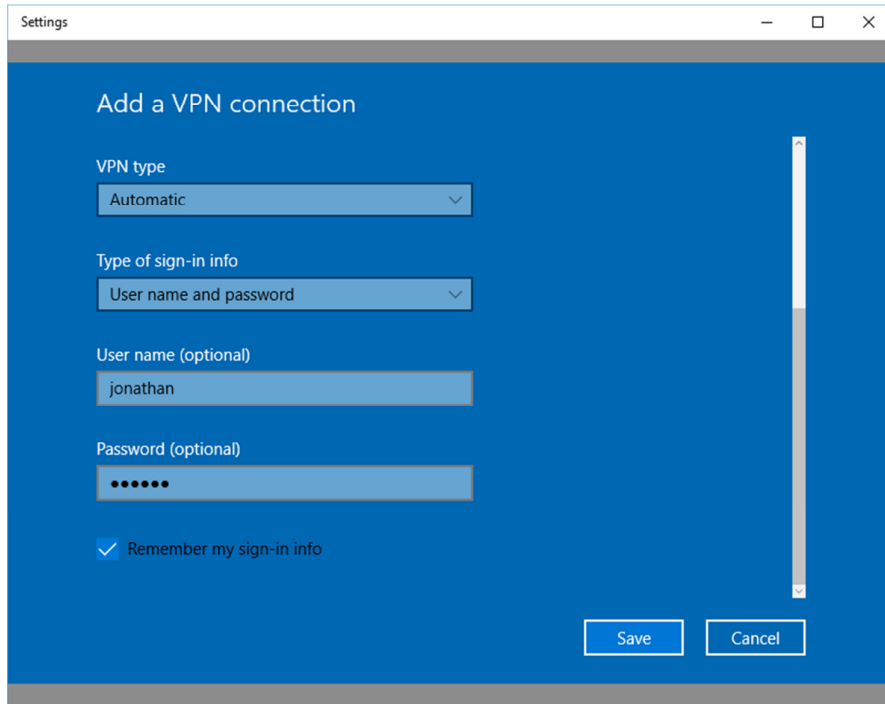 Settings
Add a VPN connection
VPN type
Automatic
Type of sign-in info
User name and password
User name (optional)
jonathan
Password (optional)
●●●●●●
Remember my sign-in info
Save
Cancel